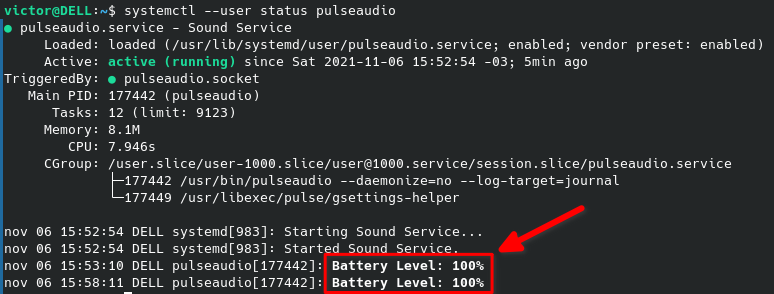 victor@DELL:~$ systemctl --user status pulseaudio
● pulseaudio.service - Sound Service
Loaded: loaded (/usr/lib/systemd/user/pulseaudio.service; enabled; vendor preset: enabled)
Active: active (running) since Sat 2021-11-06 15:52:54 -03; 5min ago
TriggeredBy: ● pulseaudio.socket
Main PID: 177442 (pulseaudio)
Tasks: 12 (limit: 9123)
Memory: 8.1M
CPU: 7.946s
CGroup: /user.slice/user-1000.slice/user@1000.service/session.slice/pulseaudio.service
├─177442 /usr/bin/pulseaudio --daemonize=no --log-target=journal
└─177449 /usr/libexec/pulse/gsettings-helper
nov 06 15:52:54 DELL systemd[983]: Starting Sound Service...
nov 06 15:52:54 DELL systemd[983]: Started Sound Service.
nov 06 15:53:10 DELL pulseaudio[177442]: Battery Level: 100%
nov 06 15:58:11 DELL pulseaudio[177442]: Battery Level: 100%